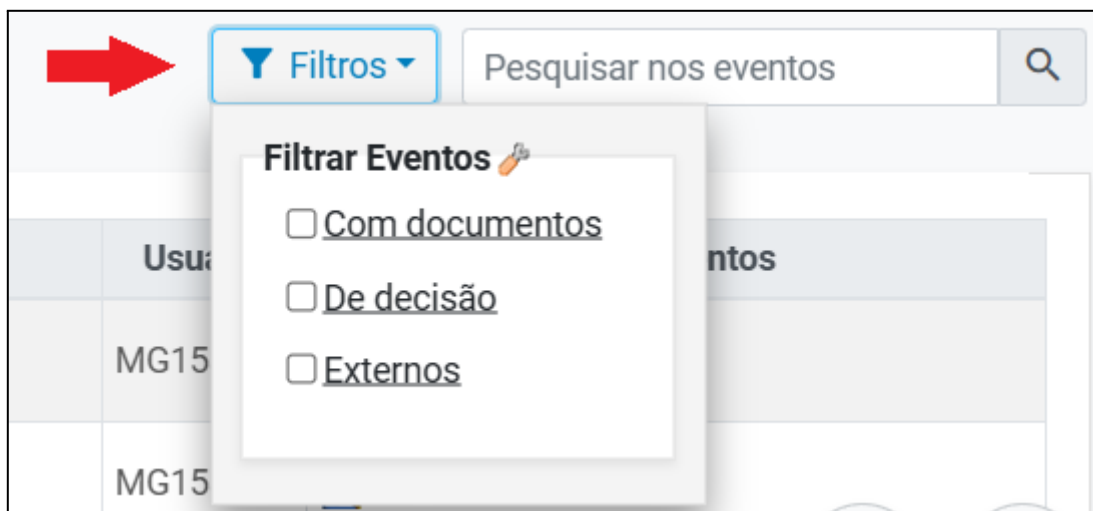 Filtros
Pesquisar nos eventos
Filtrar Eventos
Com documentos
De decisão
Externos
MG15
MG15